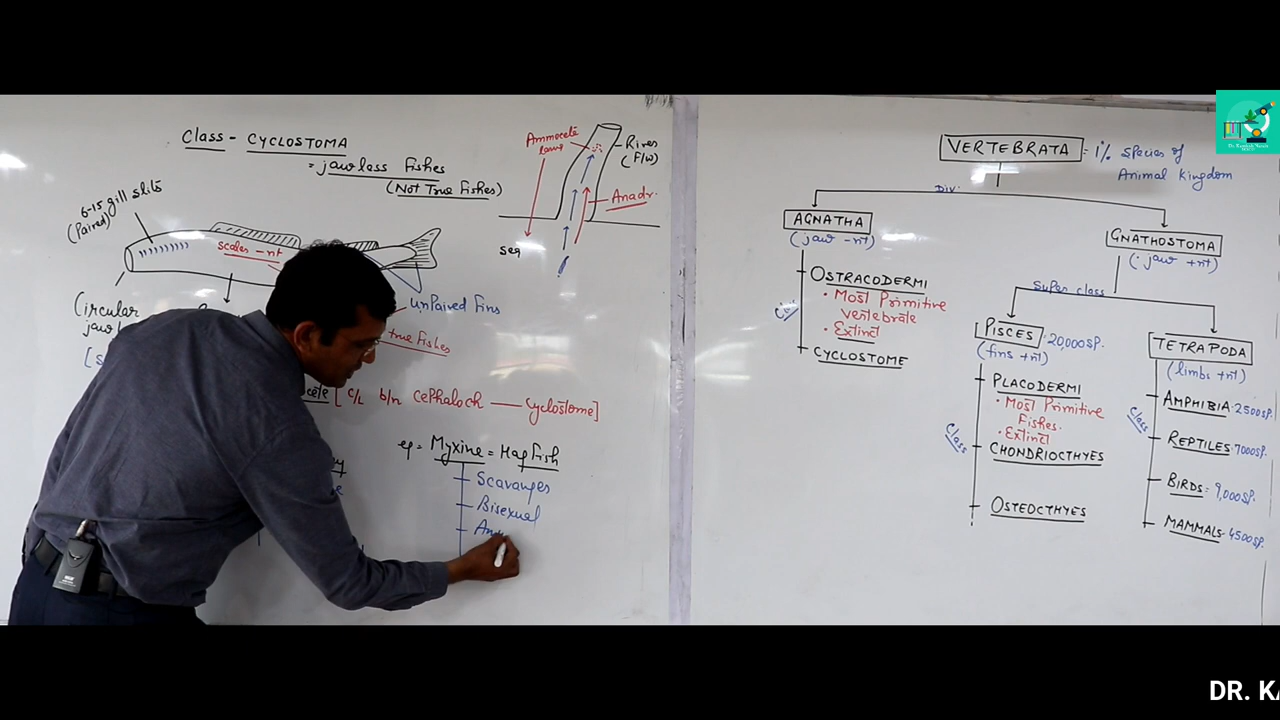 Class - CYCLOSTOMA
= jawless Fishes
(Not True Fishes)
6-15 gill slits
(Paired)
scales - nt
Circular
unPaired Fins
true Fishes
[c/L b/n Cephaloch — Cyclostome]
eg = Myxine = Hagfish
Scavanges
Bisexual
Ammocete
River
(F/W)
Anadr.
sea
VERTEBRATA = 1% species of
Animal Kingdom
Div.
AGNATHA
(jaw - nt)
OSTRACODERMI
• Most Primitive
vertebrate
• Extinct
CYCLOSTOME
GNATHOSTOMA
(jaw + nt)
Super class
PISCES 20,000 SP.
(fins + nt)
Class
PLACODERMI
• Most Primitive
Fishes.
• Extinct
CHONDRIOCTHYES
OSTEOCTHYES
TETRAPODA
(limbs + nt)
Class
AMPHIBIA: 2500 SP.
REPTILES: 7000 SP.
BIRDS = 9,000 SP.
MAMMALS- 4500 SP.
DR. KA